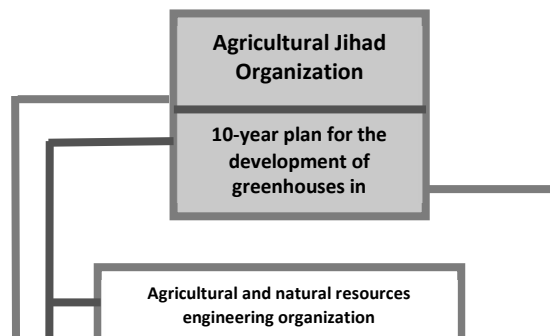 Agricultural Jihad
Organization
10-year plan for the
development of
greenhouses in
Agricultural and natural resources
engineering organization